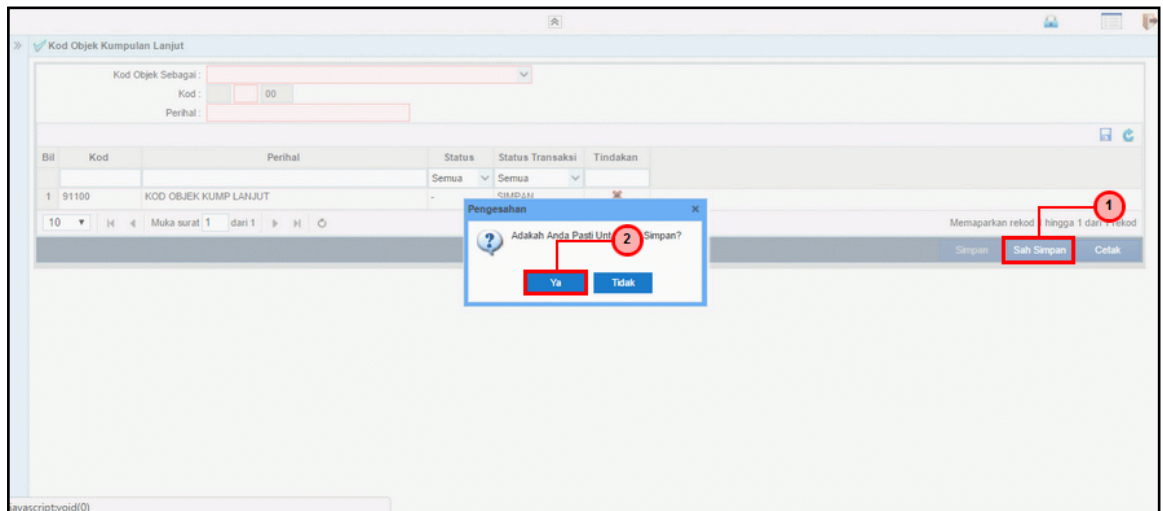 Kod Objek Kumpulan Lanjut
Kod Objek Sebagai :
Kod : 00
Perihal :
Bil Kod Perihal Status Status Transaksi Tindakan
Semua Semua
1 91100 KOD OBJEK KUMP LANJUT - SIMPAN
10 Muka surat 1 dari 1
Memaparkan rekod hingga 1 dari rekod
1
Simpan Sah Simpan Cetak
Pengesahan
Adakah Anda Pasti Simpan?
2
Ya Tidak
javascript:void(0)